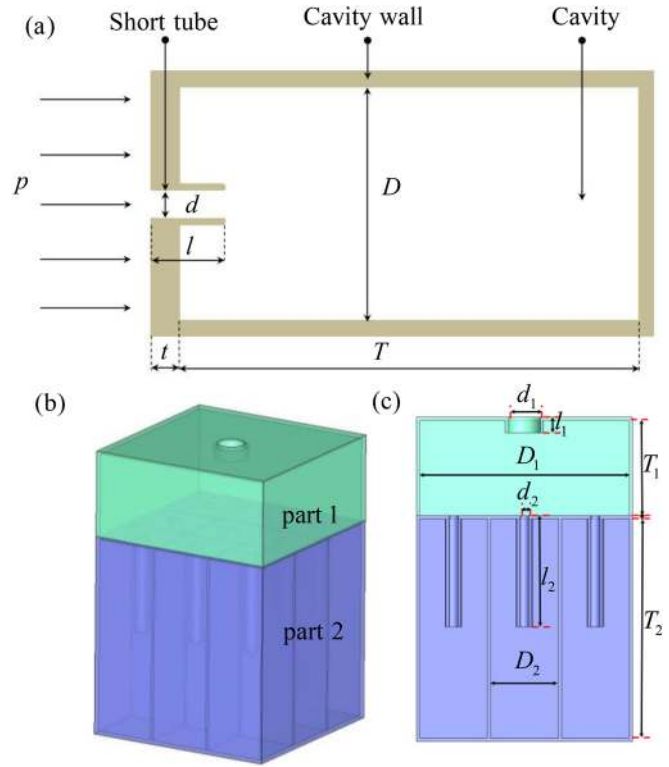 (a)
Short tube
Cavity wall
Cavity
p
d
D
l
t
T
(b)
part 1
part 2
(c)
d1
l1
D1
T1
d2
l2
D2
T2